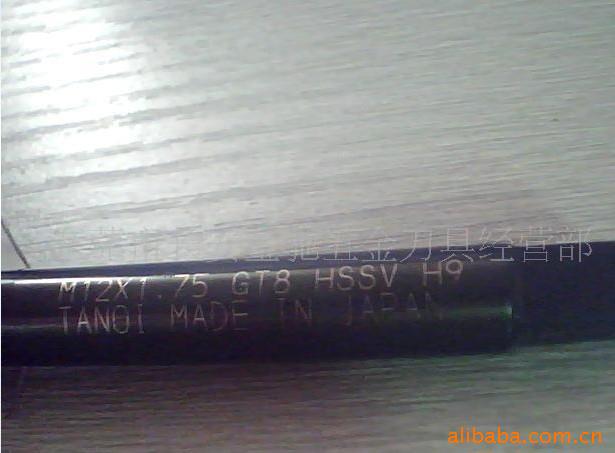 金刀具经营部
M12X1.75 GT8 HSSV H9
TANOI MADE IN JAPAN
alibaba.com.cn